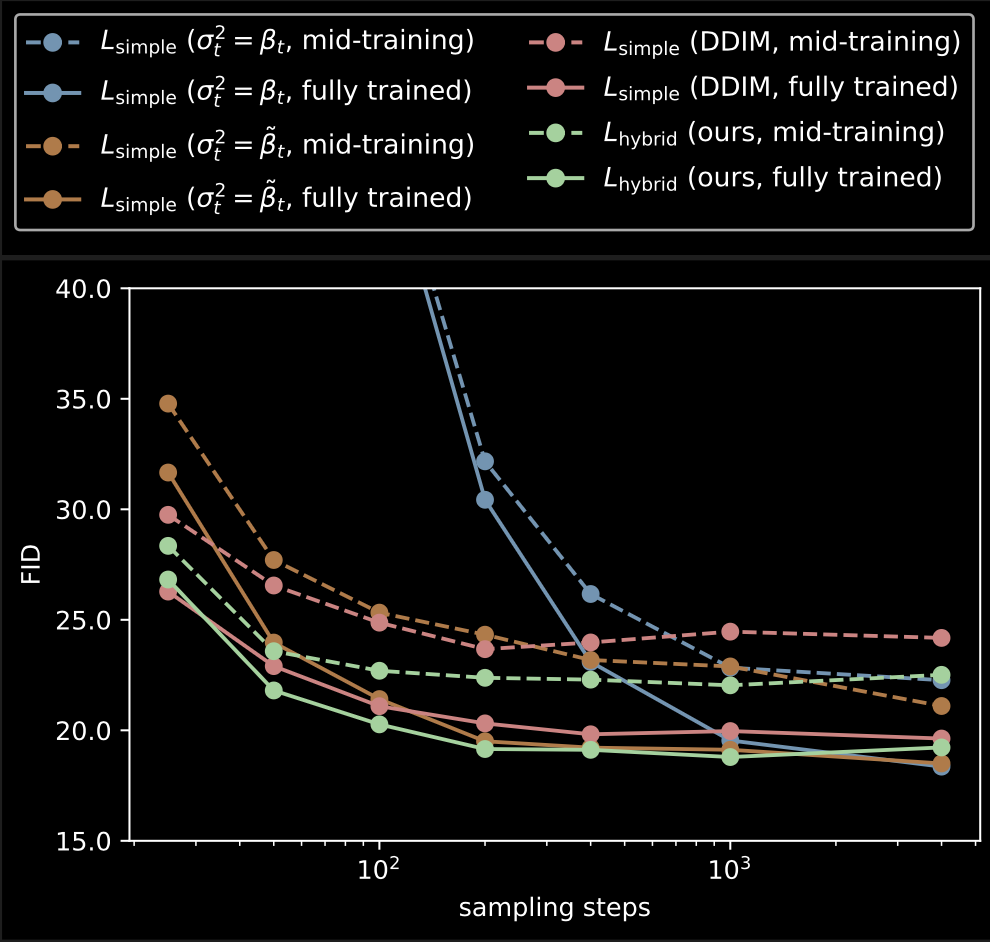 L_simple (σ_t^2 = β_t, mid-training)
L_simple (σ_t^2 = β_t, fully trained)
L_simple (σ_t^2 = β̃_t, mid-training)
L_simple (σ_t^2 = β̃_t, fully trained)
L_simple (DDIM, mid-training)
L_simple (DDIM, fully trained)
L_hybrid (ours, mid-training)
L_hybrid (ours, fully trained)
40.0
35.0
30.0
25.0
20.0
15.0
FID
10^2
10^3
sampling steps